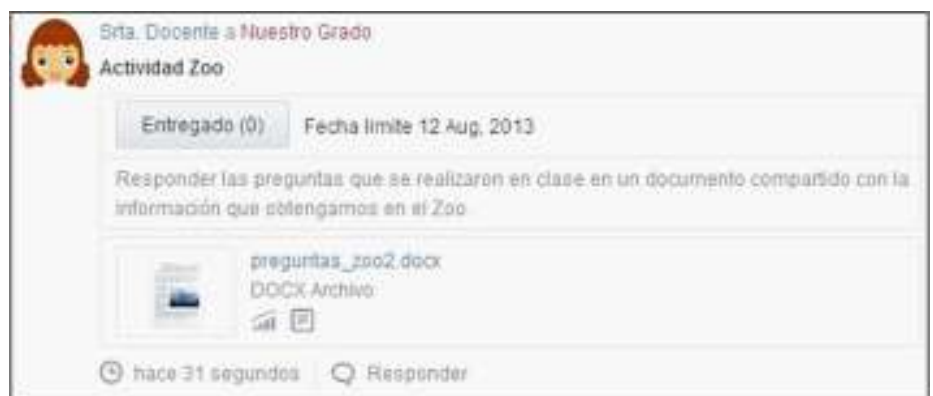 Srta. Docente a Nuestro Grado
Actividad Zoo
Entregado (0) Fecha limite 12 Aug, 2013
Responder las preguntas que se realizaron en clase en un documento compartido con la
información que obtengamos en el Zoo.
preguntas_zoo2.docx
DOCX Archivo
hace 31 segundos Responder